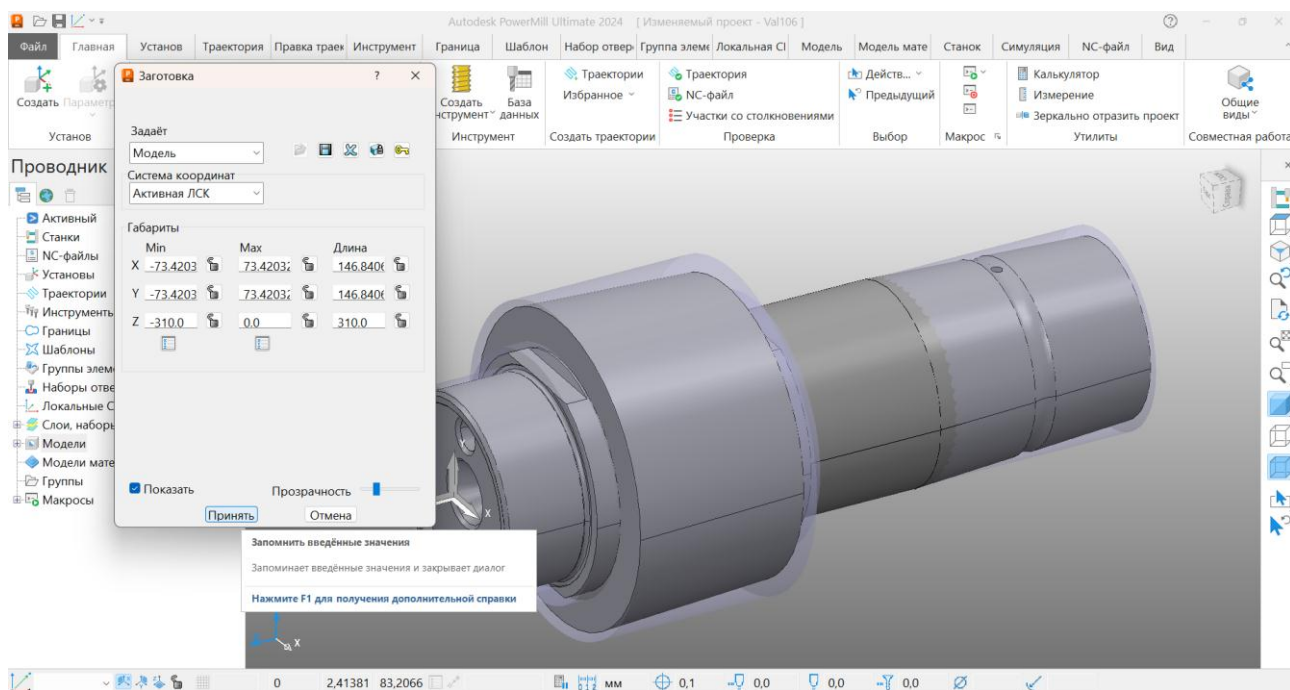 Autodesk PowerMill Ultimate 2024 [ Изменяемый проект - Val106 ]
Файл Главная Установ Траектория Правка траек Инструмент Граница Шаблон Набор отвер Группа элеме Локальная СІ Модель Модель мате Станок Симуляция NC-файл Вид
Создать Параметр
Установ
Создать
нструмент
База
данных
Инструмент
Траектории
Избранное
Создать траектории
Траектория
NC-файл
Участки со столкновениями
Проверка
Действ...
Предыдущий
Выбор
Макрос
Калькулятор
Измерение
Зеркально отразить проект
Утилиты
Общие
виды
Совместная работа
Проводник
Активный
Станки
NC-файлы
Установы
Траектории
Инструменть
Границы
Шаблоны
Группы элем
Наборы отве
Локальные С
Слои, наборь
Модели
Модели мате
Группы
Макросы
Заготовка ? ×
Задаёт
Модель
Система координат
Активная ЛСК
Габариты
Min Max Длина
X -73.4203 73.42032 146.8406
Y -73.4203 73.42032 146.8406
Z -310.0 0.0 310.0
Показать Прозрачность
Принять Отмена
Запомнить введённые значения
Запоминает введённые значения и закрывает диалог
Нажмите F1 для получения дополнительной справки
X
X
Справа
0 2,41381 83,2066 мм 0,1 0,0 0,0 0,0